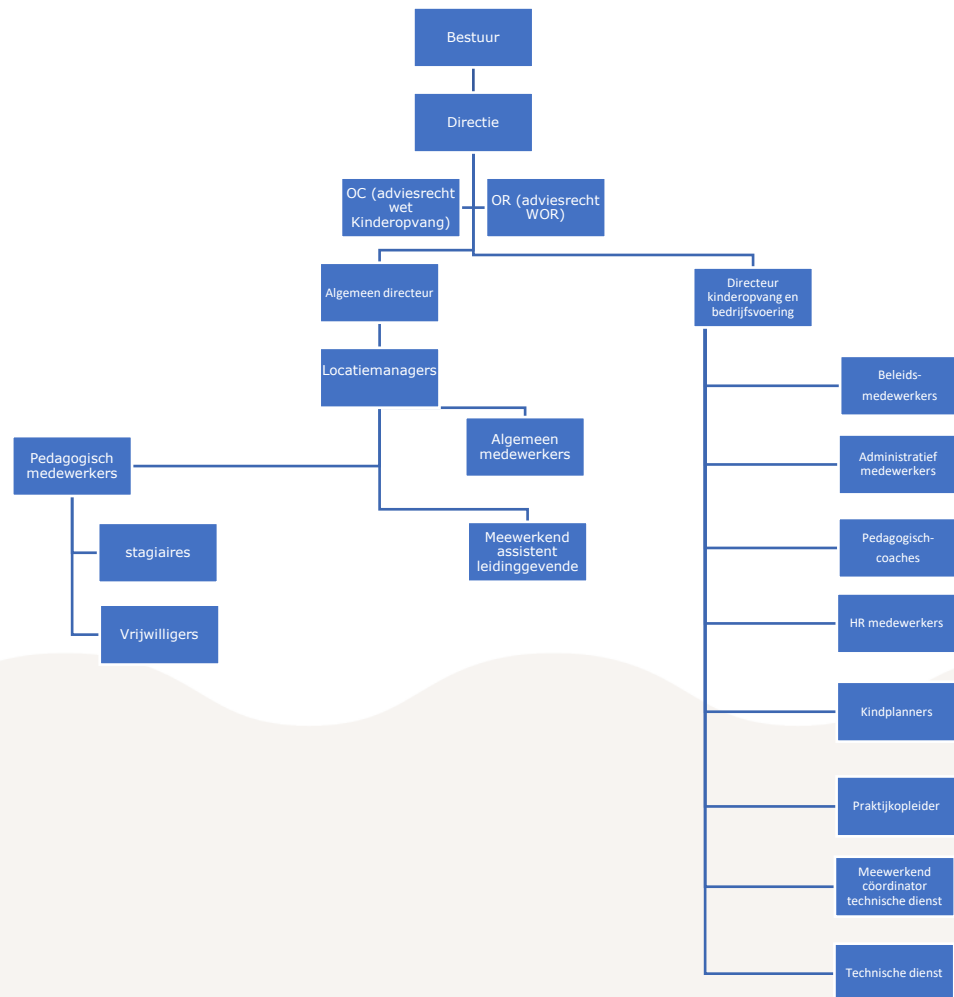 Bestuur
Directie
OC (adviesrecht
wet
Kinderopvang)
OR (adviesrecht
WOR)
Algemeen directeur
Directeur
kinderopvang en
bedrijfsvoering
Locatiemanagers
Algemeen
medewerkers
Pedagogisch
medewerkers
stagiaires
Vrijwilligers
Meewerkend
assistent
leidinggevende
Beleids-
medewerkers
Administratief
medewerkers
Pedagogisch-
coaches
HR medewerkers
Kindplanners
Praktijkopleider
Meewerkend
cöordinator
technische dienst
Technische dienst